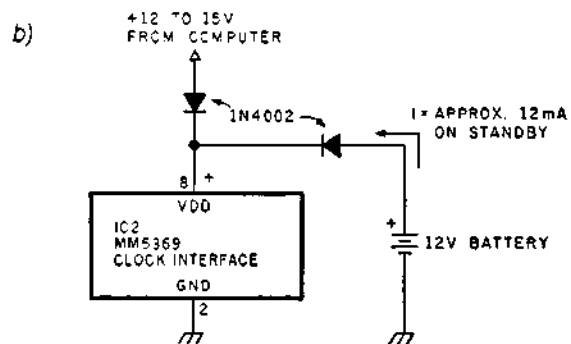 b)
+12 TO 15V
FROM COMPUTER
1N4002
I = APPROX. 12mA
ON STANDBY
8
+
VDD
IC2
MM5369
CLOCK INTERFACE
GND
2
+
12V BATTERY